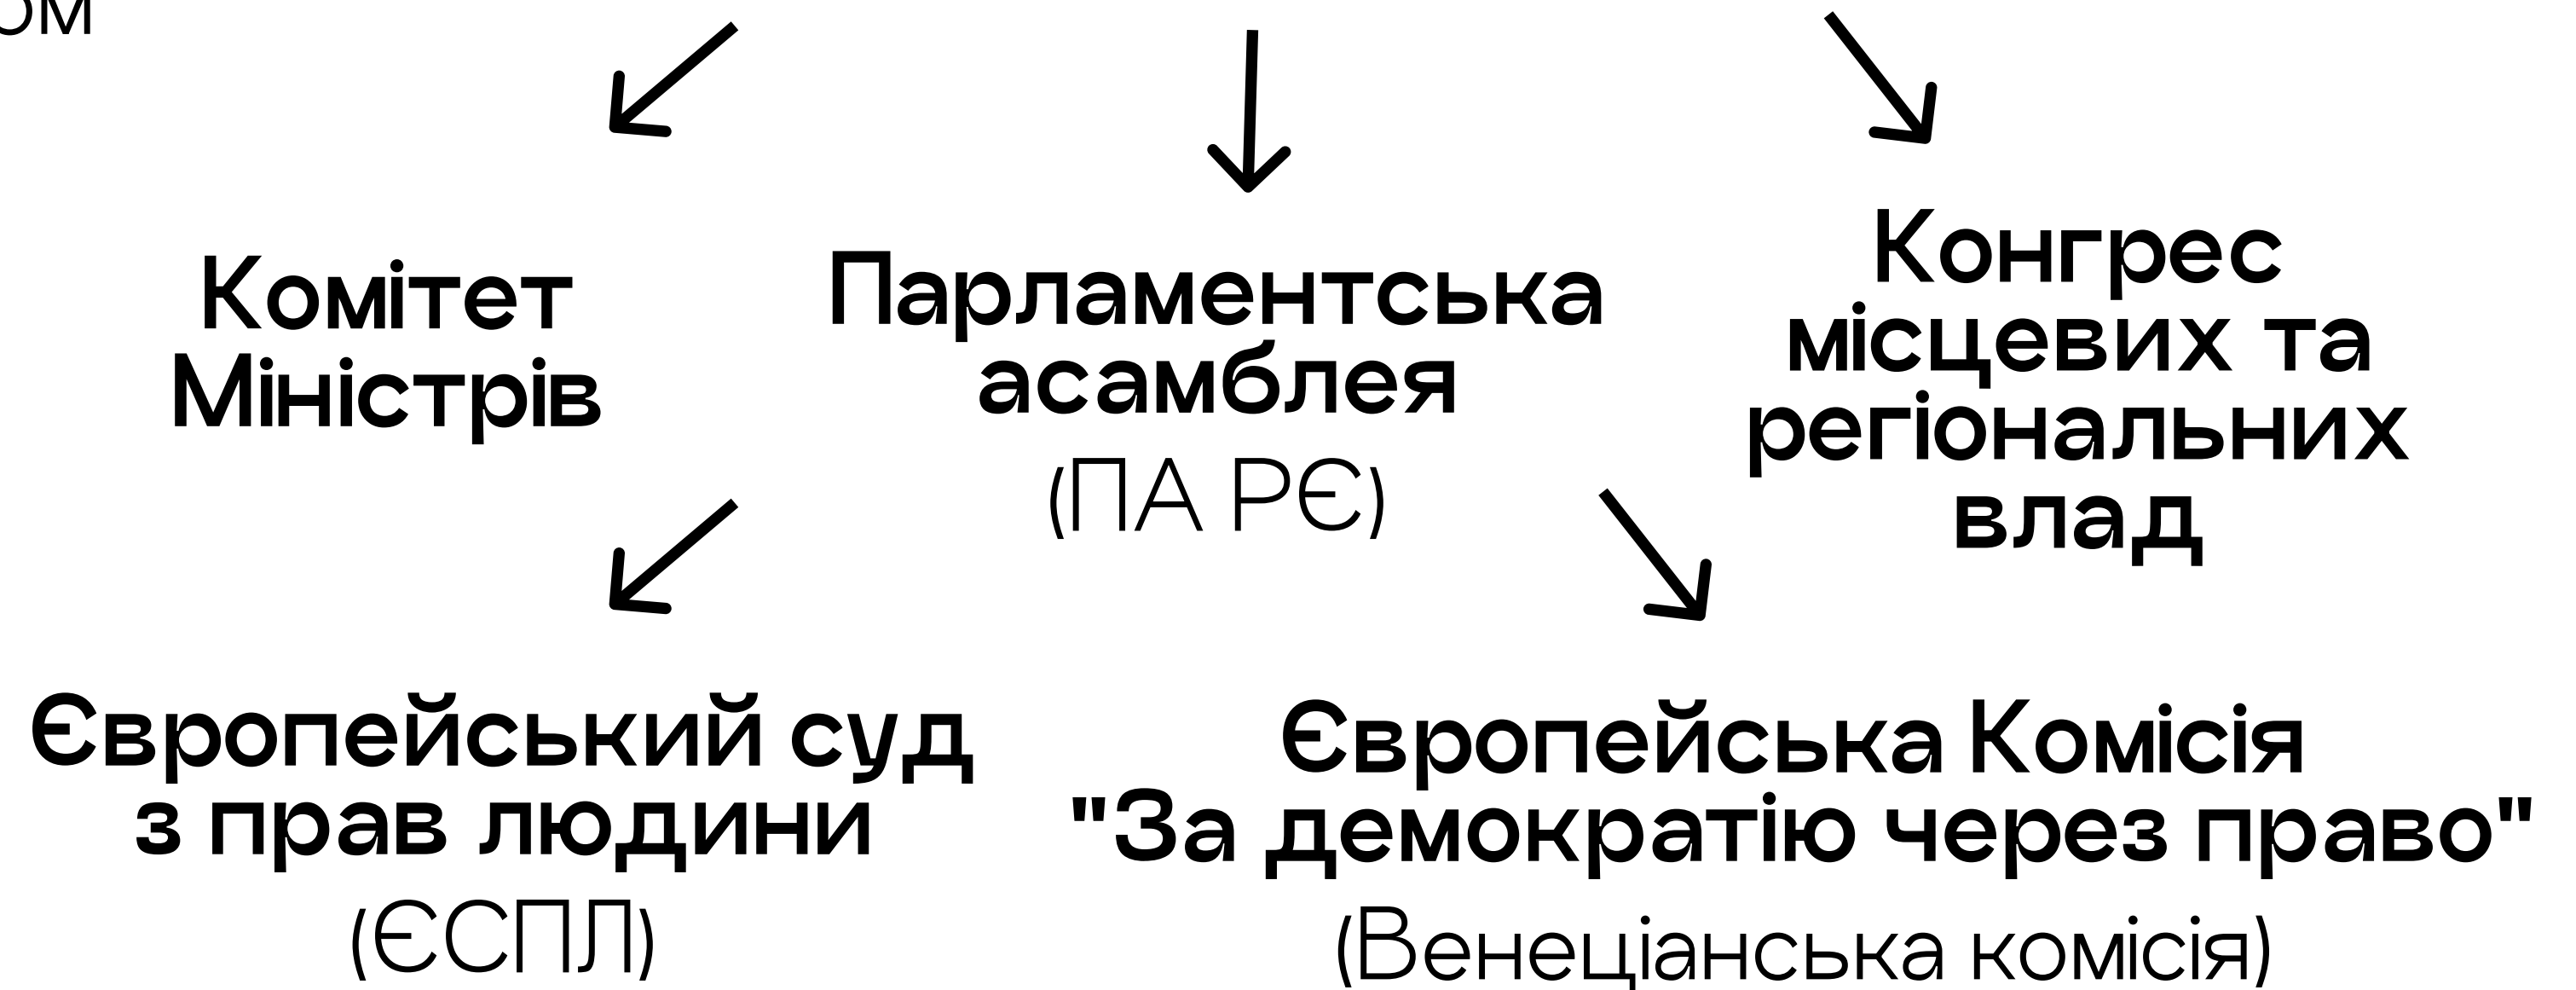 ом
Комітет
Міністрів
Парламентська
асамблея
(ПА РЄ)
Конгрес
місцевих та
регіональних
влад
Європейський суд
з прав людини
(ЄСПЛ)
Європейська Комісія
"За демократію через право"
(Венеціанська комісія)